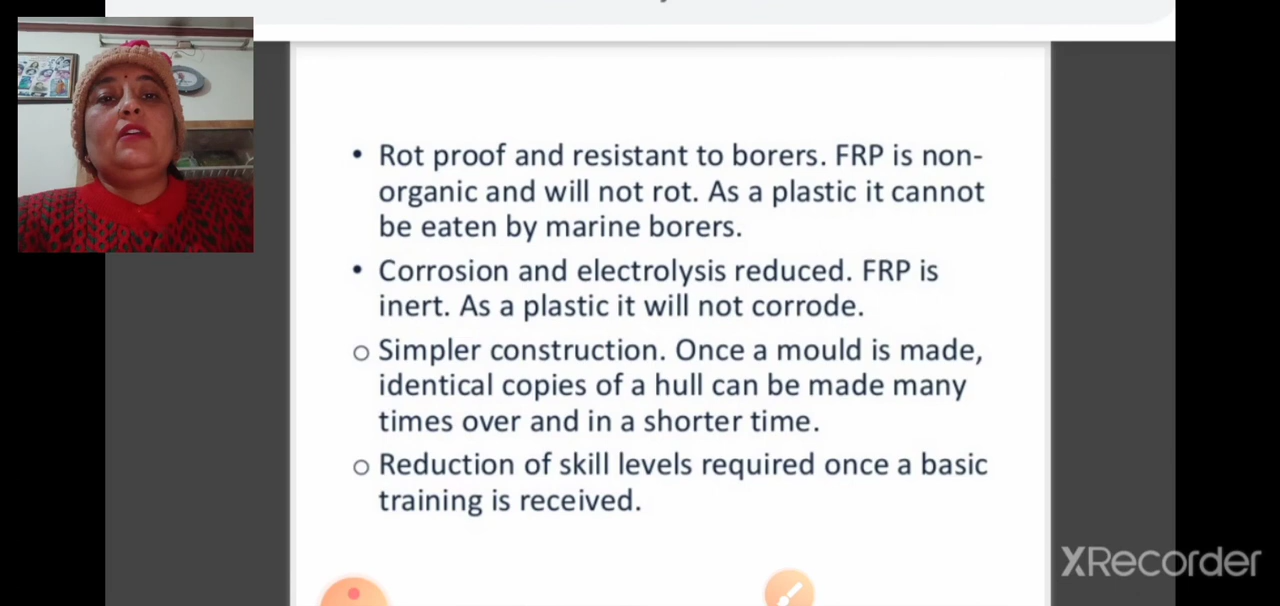 • Rot proof and resistant to borers. FRP is non-
organic and will not rot. As a plastic it cannot
be eaten by marine borers.
• Corrosion and electrolysis reduced. FRP is
inert. As a plastic it will not corrode.
o Simpler construction. Once a mould is made,
identical copies of a hull can be made many
times over and in a shorter time.
o Reduction of skill levels required once a basic
training is received.
XRecorder